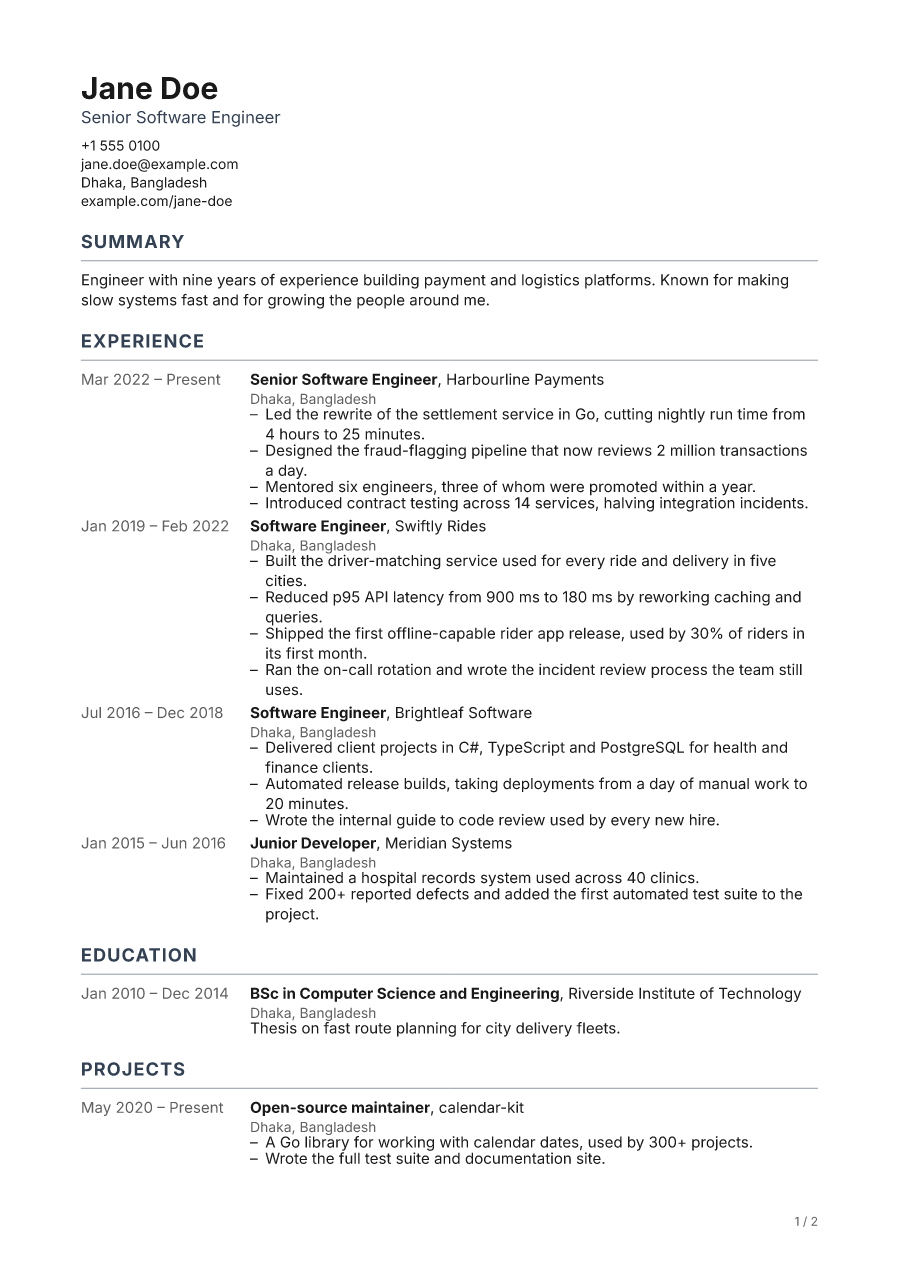 Jane Doe
Senior Software Engineer
+1 555 0100
jane.doe@example.com
Dhaka, Bangladesh
example.com/jane-doe
SUMMARY
Engineer with nine years of experience building payment and logistics platforms. Known for making
slow systems fast and for growing the people around me.
EXPERIENCE
Mar 2022 – Present Senior Software Engineer, Harbourline Payments
Dhaka, Bangladesh
– Led the rewrite of the settlement service in Go, cutting nightly run time from
4 hours to 25 minutes.
– Designed the fraud-flagging pipeline that now reviews 2 million transactions
a day.
– Mentored six engineers, three of whom were promoted within a year.
– Introduced contract testing across 14 services, halving integration incidents.
Jan 2019 – Feb 2022 Software Engineer, Swiftly Rides
Dhaka, Bangladesh
– Built the driver-matching service used for every ride and delivery in five
cities.
– Reduced p95 API latency from 900 ms to 180 ms by reworking caching and
queries.
– Shipped the first offline-capable rider app release, used by 30% of riders in
its first month.
– Ran the on-call rotation and wrote the incident review process the team still
uses.
Jul 2016 – Dec 2018 Software Engineer, Brightleaf Software
Dhaka, Bangladesh
– Delivered client projects in C#, TypeScript and PostgreSQL for health and
finance clients.
– Automated release builds, taking deployments from a day of manual work to
20 minutes.
– Wrote the internal guide to code review used by every new hire.
Jan 2015 – Jun 2016 Junior Developer, Meridian Systems
Dhaka, Bangladesh
– Maintained a hospital records system used across 40 clinics.
– Fixed 200+ reported defects and added the first automated test suite to the
project.
EDUCATION
Jan 2010 – Dec 2014 BSc in Computer Science and Engineering, Riverside Institute of Technology
Dhaka, Bangladesh
Thesis on fast route planning for city delivery fleets.
PROJECTS
May 2020 – Present Open-source maintainer, calendar-kit
Dhaka, Bangladesh
– A Go library for working with calendar dates, used by 300+ projects.
– Wrote the full test suite and documentation site.
1 / 2